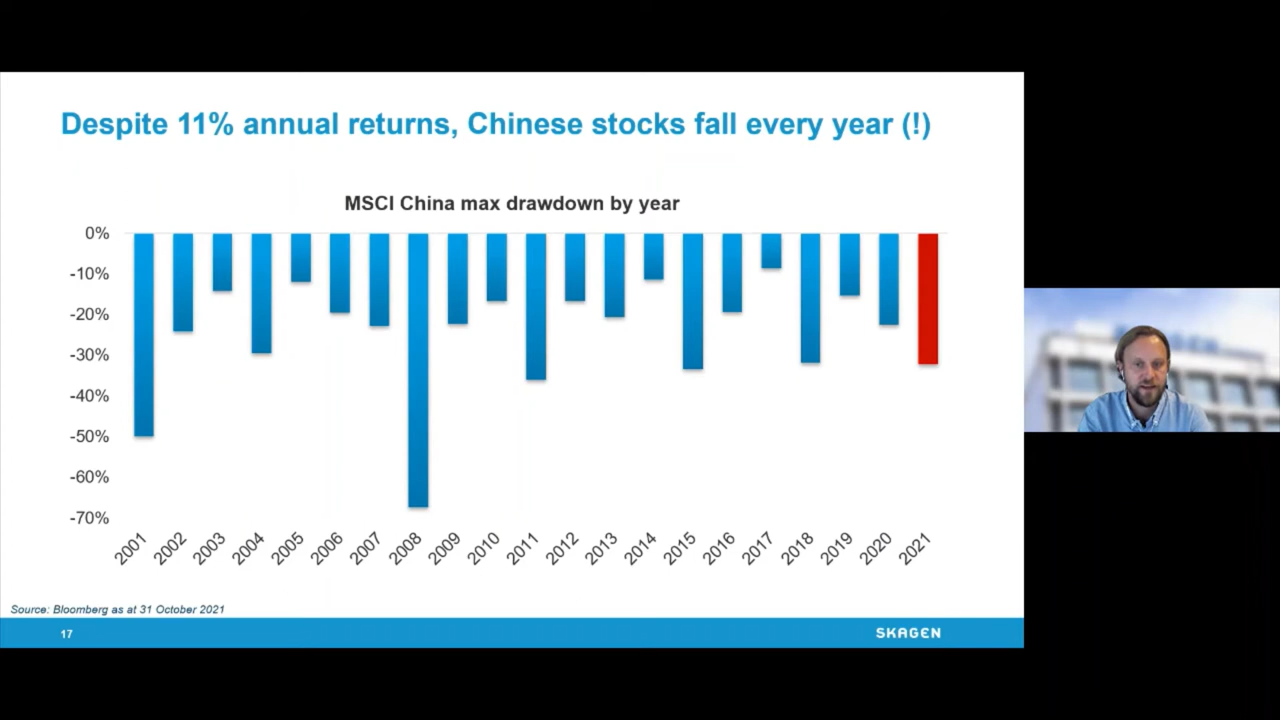 Despite 11% annual returns, Chinese stocks fall every year (!)
MSCI China max drawdown by year
0%
-10%
-20%
-30%
-40%
-50%
-60%
-70%
2001 2002 2003 2004 2005 2006 2007 2008 2009 2010 2011 2012 2013 2014 2015 2016 2017 2018 2019 2020 2021
Source: Bloomberg as at 31 October 2021
17 SKAGEN